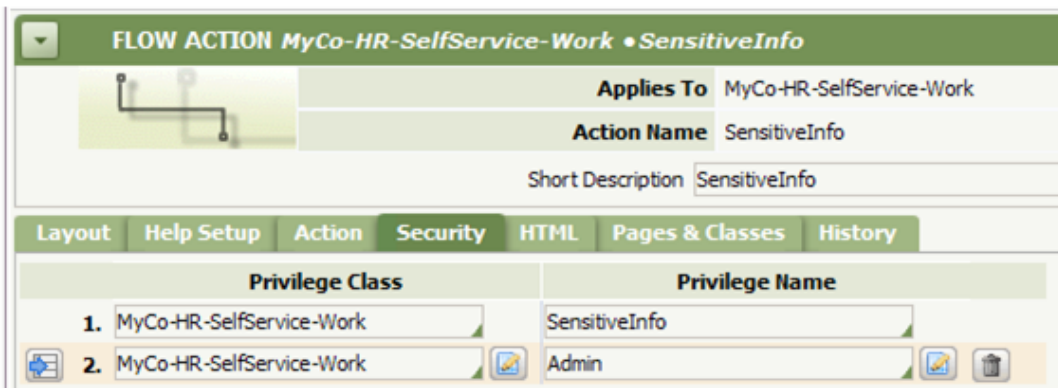 FLOW ACTION MyCo-HR-SelfService-Work • SensitiveInfo
Applies To MyCo-HR-SelfService-Work
Action Name SensitiveInfo
Short Description SensitiveInfo
Layout Help Setup Action Security HTML Pages & Classes History
Privilege Class Privilege Name
1. MyCo-HR-SelfService-Work SensitiveInfo
2. MyCo-HR-SelfService-Work Admin